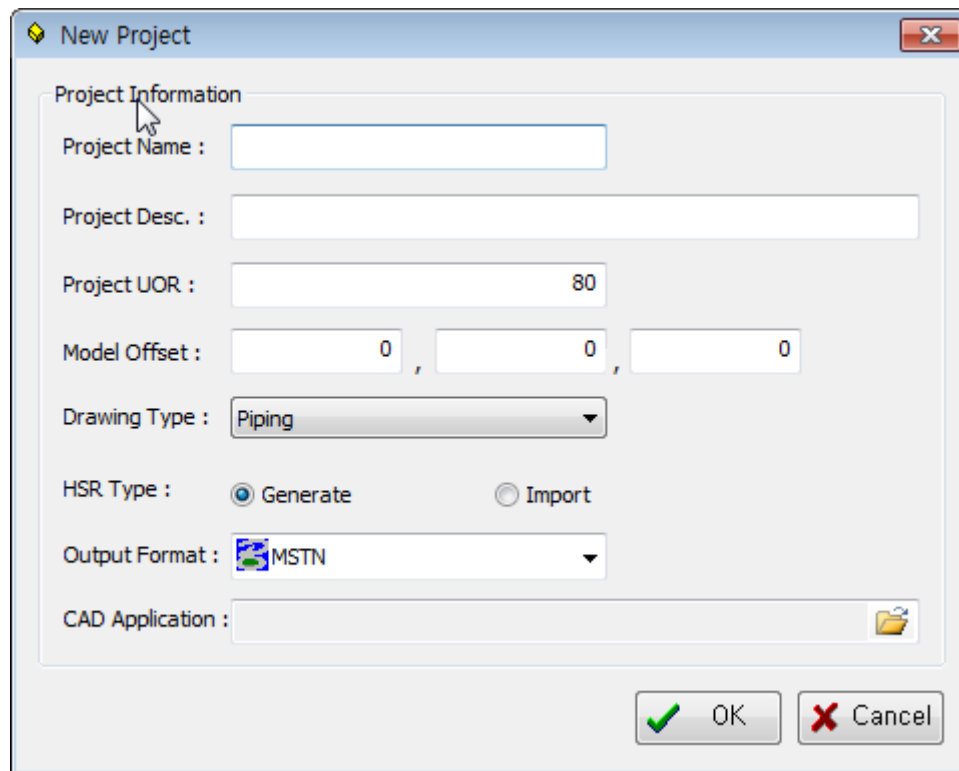 New Project
Project Information
Project Name :
Project Desc. :
Project UOR : 80
Model Offset : 0 , 0 , 0
Drawing Type : Piping
HSR Type : Generate Import
Output Format : MSTN
CAD Application :
OK Cancel